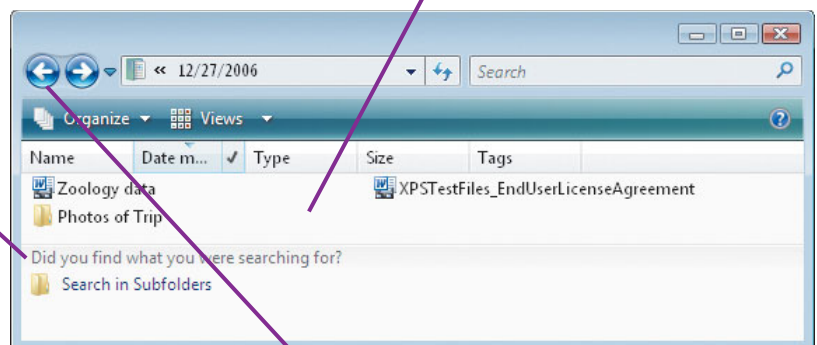 « 12/27/2006 Search
Organize Views
Name Date m... Type Size Tags
Zoology data XPSTestFiles_EndUserLicenseAgreement
Photos of Trip
Did you find what you were searching for?
Search in Subfolders